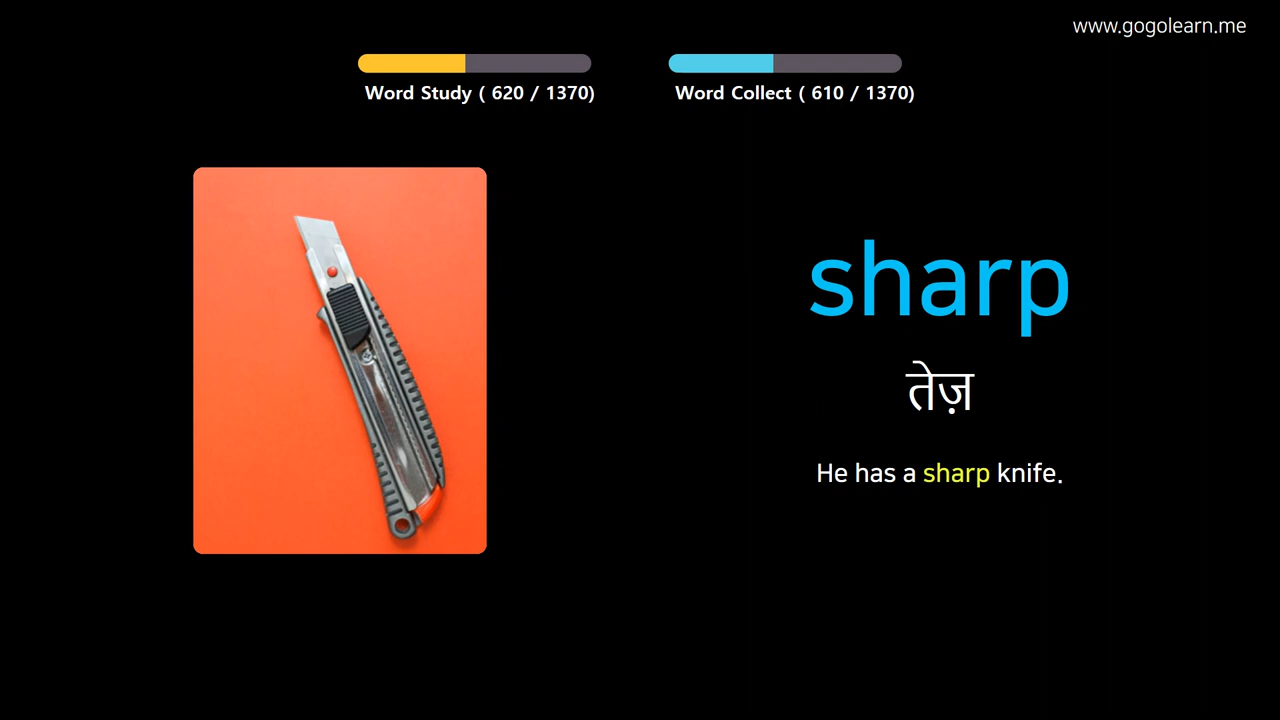 www.gogolearn.me
Word Study ( 620 / 1370)
Word Collect ( 610 / 1370)
sharp
तेज़
He has a sharp knife.